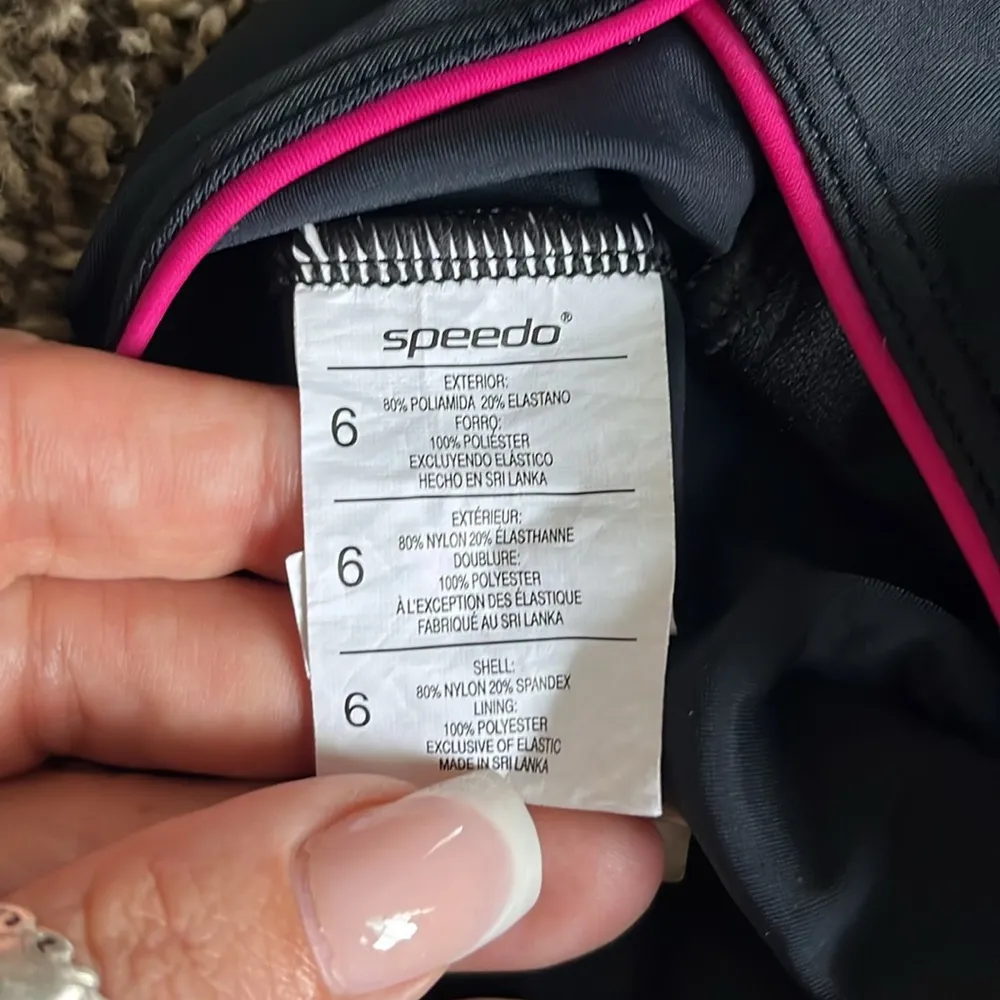 speedo®
EXTERIOR:
80% POLIAMIDA 20% ELASTANO
6
FORRO:
100% POLIÉSTER
EXCLUYENDO ELÁSTICO
HECHO EN SRI LANKA
EXTÉRIEUR:
80% NYLON 20% ÉLASTHANNE
6
DOUBLURE:
100% POLYESTER
À L'EXCEPTION DES ÉLASTIQUE
FABRIQUÉ AU SRI LANKA
SHELL:
80% NYLON 20% SPANDEX
6
LINING:
100% POLYESTER
EXCLUSIVE OF ELASTIC
MADE IN SRI LANKA